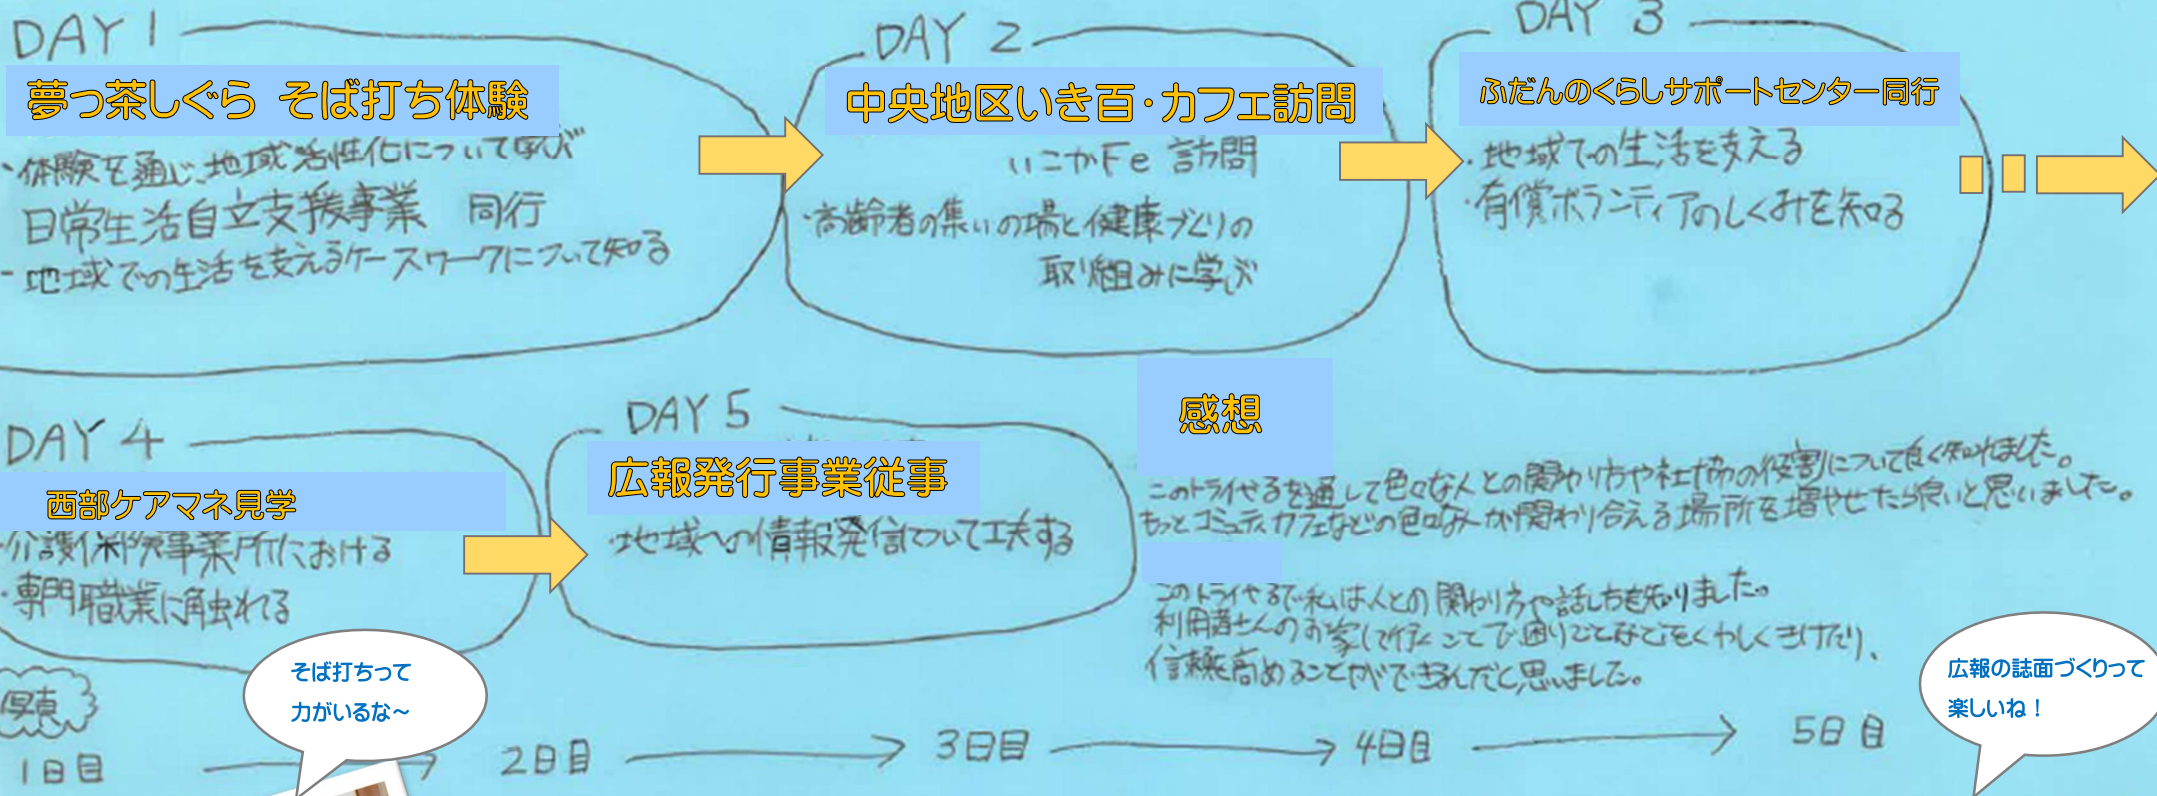 DAY 1
夢っ茶しぐら そば打ち体験
・体験を通じ、地域活性化について学ぶ
日常生活自立支援事業 同行
- 地域での生活を支えるケースワークについて知る
DAY 2
中央地区いき百・カフェ訪問
いこかFe 訪問
・高齢者の集いの場と健康づくりの
取り組みに学ぶ
DAY 3
ふだんのくらしサポートセンター同行
・地域での生活を支える
・有償ボランティアのしくみを知る
DAY 4
西部ケアマネ見学
・介護保険事業所における
・専門職業に触れる
DAY 5
広報発行事業従事
・地域への情報発信について工夫する
感想
このトライやるを通して色々な人との関わり方や社協の役割について良く知れました。
もっとコミュティカフェなどの色々な人が関わり合える場所を増やせたら良いと思いました。
このトライやるで私は人との関わり方や話し方を知りました。
利用者さんのお家に行くことで困りごとなどをくわしくきけたり、
信頼を高めることができるんだと思いました。
写真
そば打ちって
力がいるな～
広報の誌面づくりって
楽しいね！
1日目
2日目
3日目
4日目
5日目